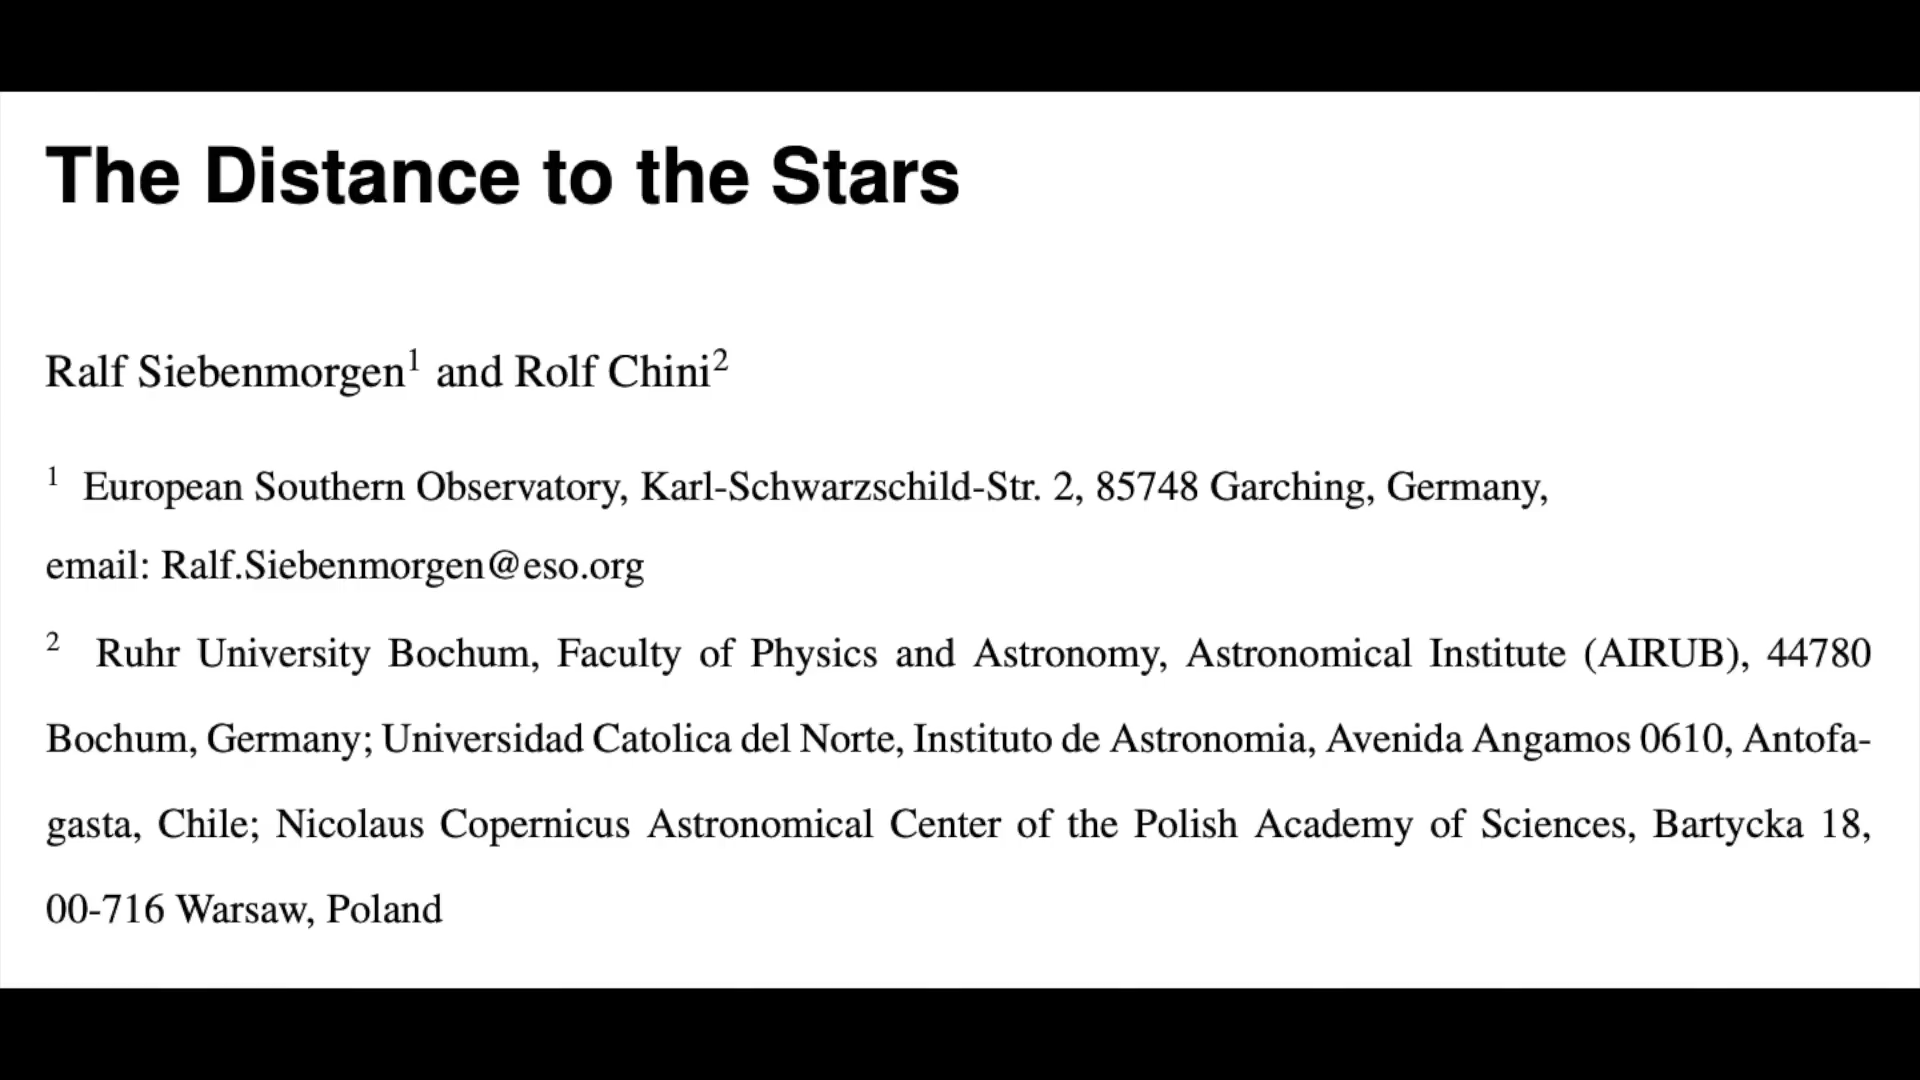 The Distance to the Stars
Ralf Siebenmorgen¹ and Rolf Chini²
¹ European Southern Observatory, Karl-Schwarzschild-Str. 2, 85748 Garching, Germany,
email: Ralf.Siebenmorgen@eso.org
² Ruhr University Bochum, Faculty of Physics and Astronomy, Astronomical Institute (AIRUB), 44780
Bochum, Germany; Universidad Catolica del Norte, Instituto de Astronomia, Avenida Angamos 0610, Antofa-
gasta, Chile; Nicolaus Copernicus Astronomical Center of the Polish Academy of Sciences, Bartycka 18,
00-716 Warsaw, Poland